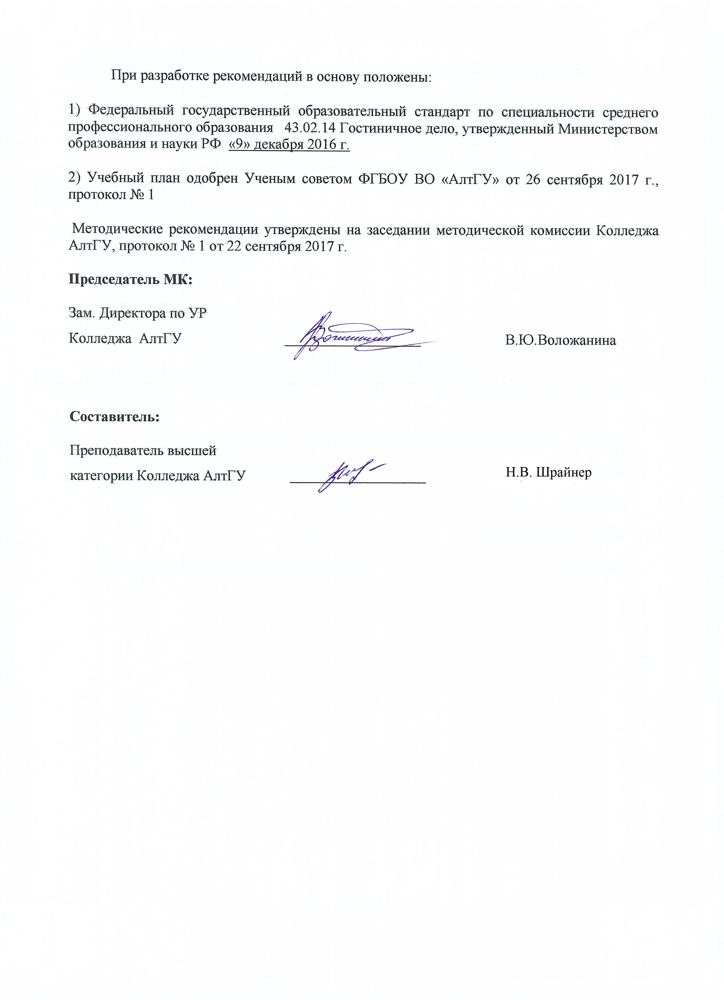 При разработке рекомендаций в основу положены:
1) Федеральный государственный образовательный стандарт по специальности среднего
профессионального образования 43.02.14 Гостиничное дело, утвержденный Министерством
образования и науки РФ «9» декабря 2016 г.
2) Учебный план одобрен Ученым советом ФГБОУ ВО «АлтГУ» от 26 сентября 2017 г.,
протокол № 1
Методические рекомендации утверждены на заседании методической комиссии Колледжа
АлтГУ, протокол № 1 от 22 сентября 2017 г.
Председатель МК:
Зам. Директора по УР
Колледжа АлтГУ В.Ю.Воложанина
Составитель:
Преподаватель высшей
категории Колледжа АлтГУ Н.В. Шрайнер